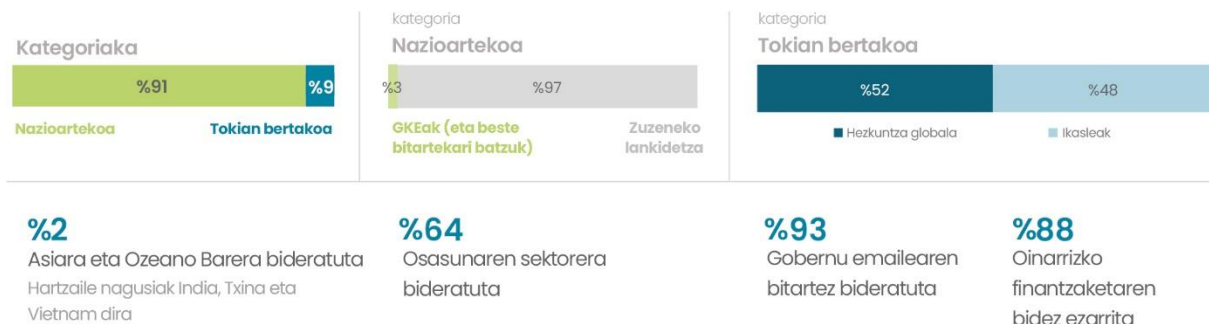 Kategoriaka
%91
%9
Nazioartekoa
Tokian bertakoa
kategoria
Nazioartekoa
%3
%97
GKEak (eta beste
bitartekari batzuk)
Zuzeneko
lankidetza
kategoria
Tokian bertakoa
%52
%48
Hezkuntza globala
Ikasleak
%2
Asiara eta Ozeano Barera bideratuta
Hartzaile nagusiak India, Txina eta
Vietnam dira
%64
Osasunaren sektorera
bideratuta
%93
Gobernu emailearen
bitartez bideratuta
%88
Oinarrizko
finantzaketaren
bidez ezarrita